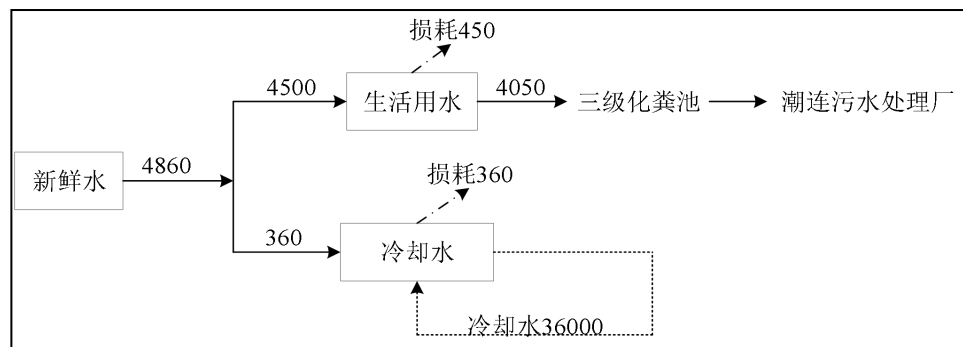 损耗450
4500
生活用水
4050
三级化粪池
潮连污水处理厂
新鲜水
4860
损耗360
360
冷却水
冷却水36000